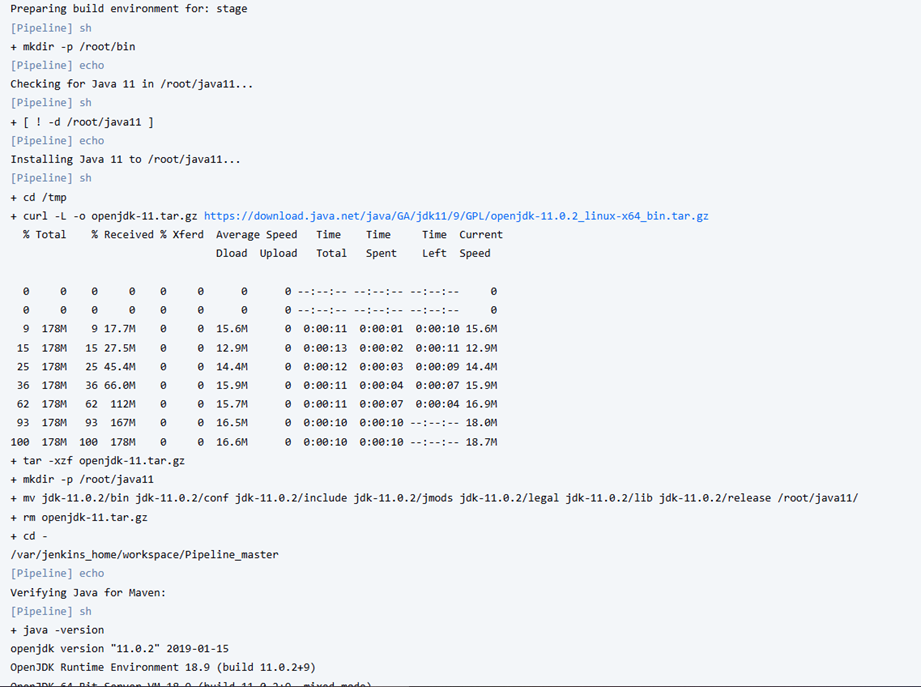 Preparing build environment for: stage
[Pipeline] sh
+ mkdir -p /root/bin
[Pipeline] echo
Checking for Java 11 in /root/java11...
[Pipeline] sh
+ [ ! -d /root/java11 ]
[Pipeline] echo
Installing Java 11 to /root/java11...
[Pipeline] sh
+ cd /tmp
+ curl -L -o openjdk-11.tar.gz https://download.java.net/java/GA/jdk11/9/GPL/openjdk-11.0.2_linux-x64_bin.tar.gz
% Total % Received % Xferd Average Speed Time Time Time Current
Dload Upload Total Spent Left Speed
0 0 0 0 0 0 0 0 --:--:-- --:--:-- --:--:-- 0
0 0 0 0 0 0 0 0 --:--:-- --:--:-- --:--:-- 0
9 178M 9 17.7M 0 0 15.6M 0 0:00:11 0:00:01 0:00:10 15.6M
15 178M 15 27.5M 0 0 12.9M 0 0:00:13 0:00:02 0:00:11 12.9M
25 178M 25 45.4M 0 0 14.4M 0 0:00:12 0:00:03 0:00:09 14.4M
36 178M 36 66.0M 0 0 15.9M 0 0:00:11 0:00:04 0:00:07 15.9M
62 178M 62 112M 0 0 15.7M 0 0:00:11 0:00:07 0:00:04 16.9M
93 178M 93 167M 0 0 16.5M 0 0:00:10 0:00:10 --:--:-- 18.0M
100 178M 100 178M 0 0 16.6M 0 0:00:10 0:00:10 --:--:-- 18.7M
+ tar -xzf openjdk-11.tar.gz
+ mkdir -p /root/java11
+ mv jdk-11.0.2/bin jdk-11.0.2/conf jdk-11.0.2/include jdk-11.0.2/jmods jdk-11.0.2/legal jdk-11.0.2/lib jdk-11.0.2/release /root/java11/
+ rm openjdk-11.tar.gz
+ cd -
/var/jenkins_home/workspace/Pipeline_master
[Pipeline] echo
Verifying Java for Maven:
[Pipeline] sh
+ java -version
openjdk version "11.0.2" 2019-01-15
OpenJDK Runtime Environment 18.9 (build 11.0.2+9)
OpenJDK 64-Bit Server VM 18.9 (build 11.0.2+9, mixed mode)